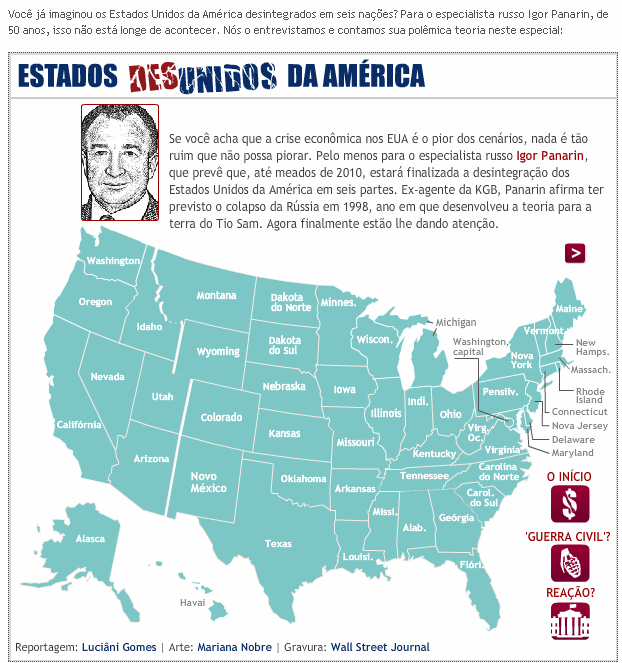 Você já imaginou os Estados Unidos da América desintegrados em seis nações? Para o especialista russo Igor Panarin, de
50 anos, isso não está longe de acontecer. Nós o entrevistamos e contamos sua polêmica teoria neste especial:
ESTADOS DESUNIDOS DA AMÉRICA
Se você acha que a crise econômica nos EUA é o pior dos cenários, nada é tão
ruim que não possa piorar. Pelo menos para o especialista russo Igor Panarin,
que prevê que, até meados de 2010, estará finalizada a desintegração dos
Estados Unidos da América em seis partes. Ex-agente da KGB, Panarin afirma ter
previsto o colapso da Rússia em 1998, ano em que desenvolveu a teoria para a
terra do Tio Sam. Agora finalmente estão lhe dando atenção.
>
Washington
Oregon
Idaho
Montana
Dakota
do Norte
Minnes.
Dakota
do Sul
Wyoming
Nebraska
Iowa
Wiscon.
Michigan
Washington,
capital
Maine
Vermont
New
Hamps.
Nova
York
Massach.
Rhode
Island
Connecticut
Nova Jersey
Delaware
Maryland
Pensilv.
Nevada
Utah
Colorado
Kansas
Missouri
Illinois
Indi.
Ohio
Virg.
Oc.
Virgínia
Kentucky
Califórnia
Arizona
Novo
México
Oklahoma
Arkansas
Tennessee
Carolina
do Norte
Carol.
do Sul
Texas
Louisi.
Missi.
Alab.
Geórgia
Flóri.
Alasca
Havai
O INÍCIO
$
'GUERRA CIVIL'?
REAÇÃO?
Reportagem: Luciâni Gomes | Arte: Mariana Nobre | Gravura: Wall Street Journal